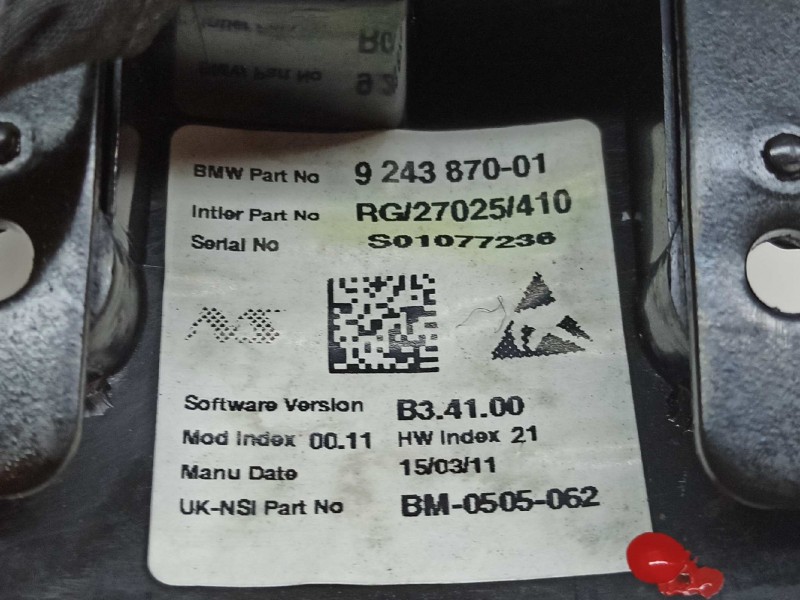 BMW Part No 9 243 870-01
Intier Part No RG/27025/410
Serial No S01077236
Software Version B3.41.00
Mod Index 00.11 HW Index 21
Manu Date 15/03/11
UK-NSI Part No BM-0505-062